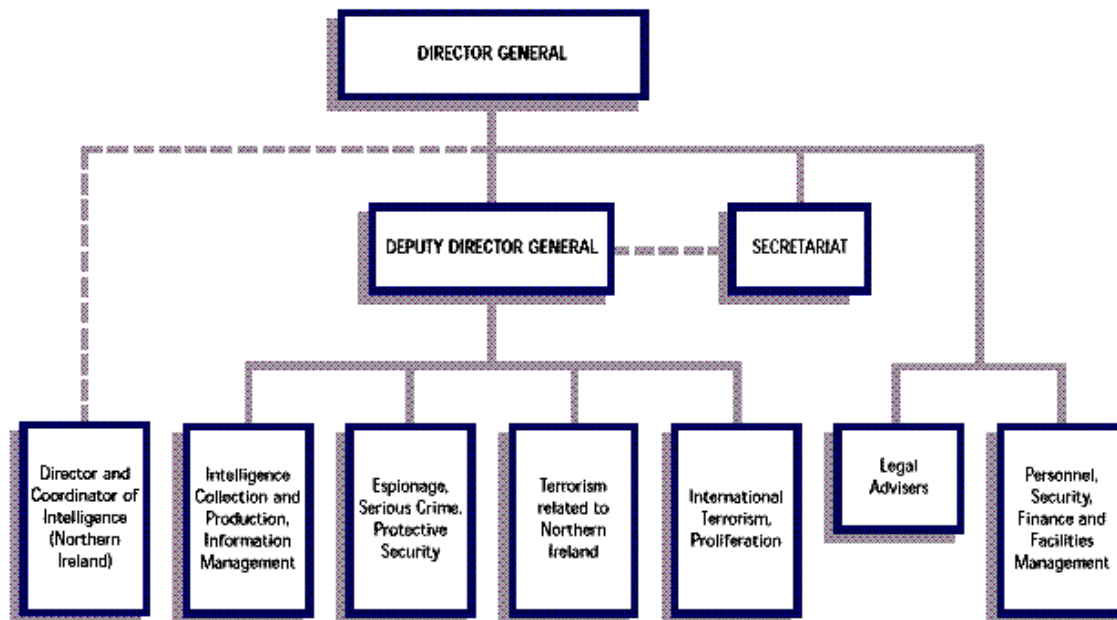 DIRECTOR GENERAL
DEPUTY DIRECTOR GENERAL
SECRETARIAT
Director and
Coordinator of
Intelligence
(Northern
Ireland)
Intelligence
Collection and
Production,
Information
Management
Espionage,
Serious Crime,
Protective
Security
Terrorism
related to
Northern
Ireland
International
Terrorism,
Proliferation
Legal
Advisers
Personnel,
Security,
Finance and
Facilities
Management